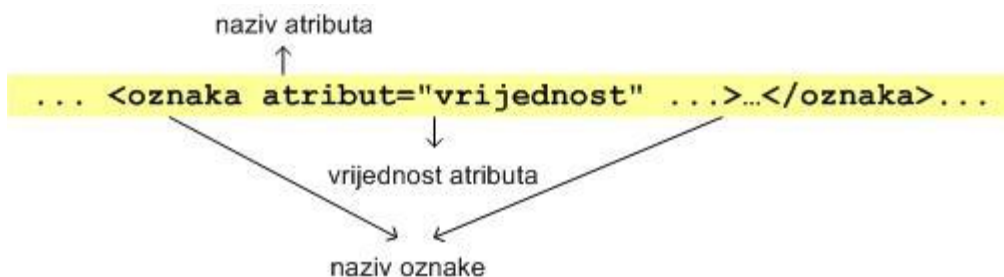 naziv atributa
... <oznaka atribut="vrijednost" ...>…</oznaka>...
vrijednost atributa
naziv oznake